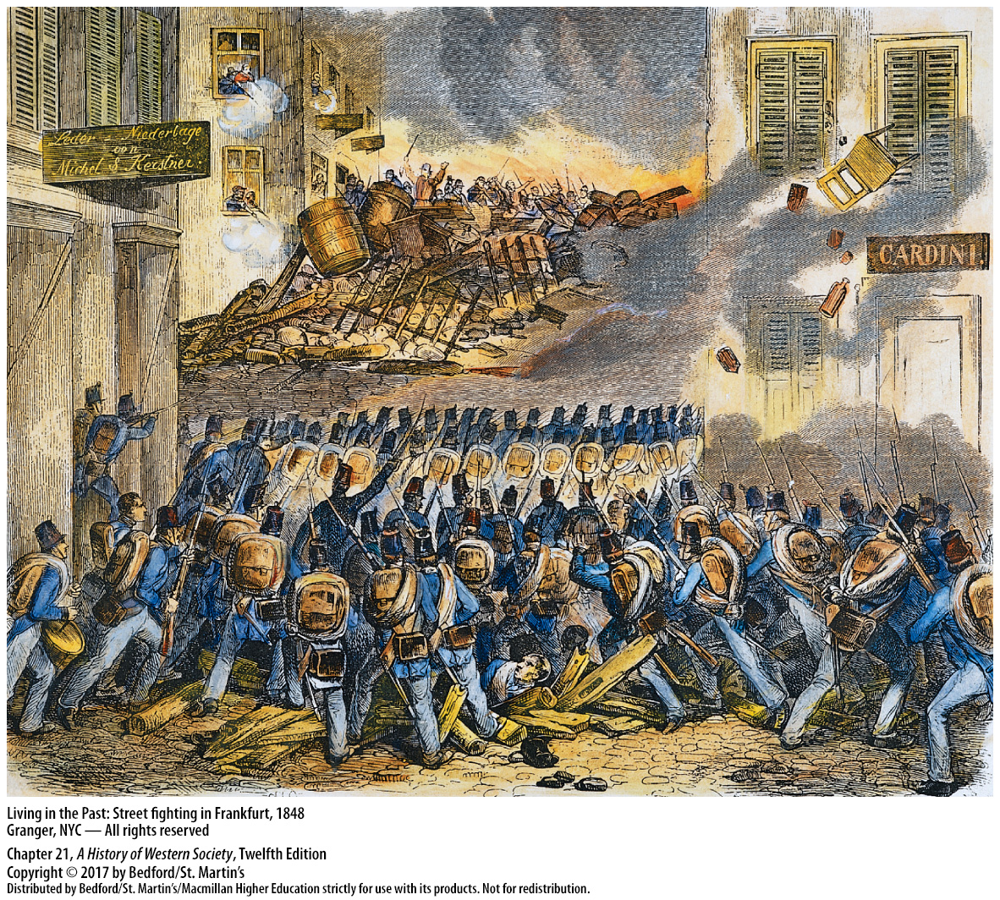 Leder - Niederlage
von
Michel S. Kerstner.
CARDINI.
Living in the Past: Street fighting in Frankfurt, 1848
Granger, NYC — All rights reserved
Chapter 21, A History of Western Society, Twelfth Edition
Copyright © 2017 by Bedford/St. Martin’s
Distributed by Bedford/St. Martin’s/Macmillan Higher Education strictly for use with its products. Not for redistribution.